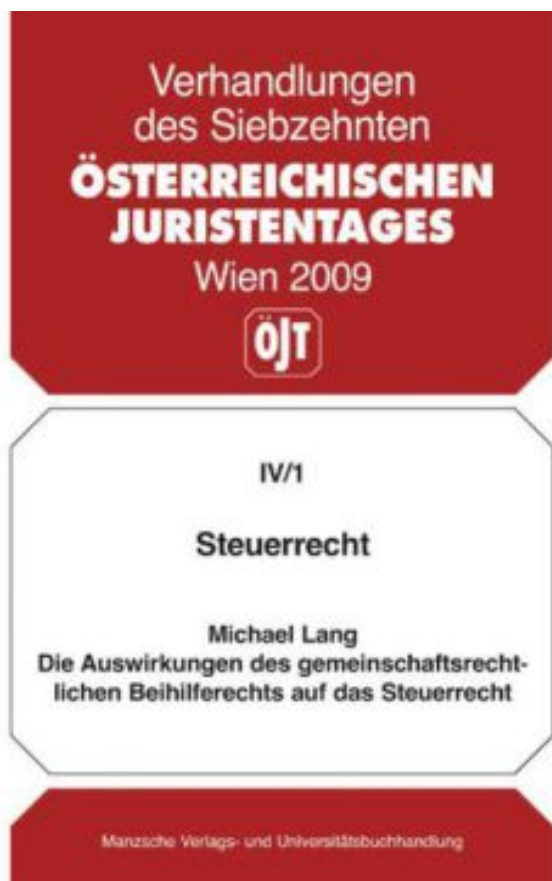 Verhandlungen
des Siebzehnten
ÖSTERREICHISCHEN
JURISTENTAGES
Wien 2009
ÖJT
IV/1
Steuerrecht
Michael Lang
Die Auswirkungen des gemeinschaftsrecht-
lichen Beihilferechts auf das Steuerrecht
Manzsche Verlags- und Universitätsbuchhandlung